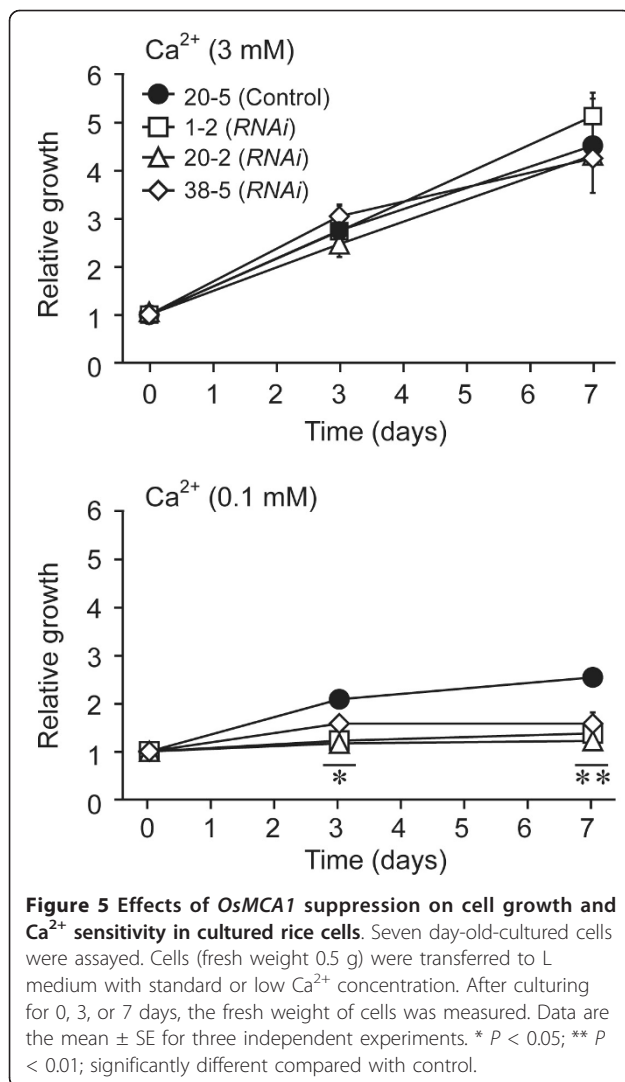 Ca²⁺ (3 mM)
6
5
4
3
2
1
0
Relative growth
20-5 (Control)
1-2 (RNAi)
20-2 (RNAi)
38-5 (RNAi)
0 1 2 3 4 5 6 7
Time (days)
Ca²⁺ (0.1 mM)
6
5
4
3
2
1
0
Relative growth
* **
0 1 2 3 4 5 6 7
Time (days)
Figure 5 Effects of OsMCA1 suppression on cell growth and
Ca²⁺ sensitivity in cultured rice cells. Seven day-old-cultured cells
were assayed. Cells (fresh weight 0.5 g) were transferred to L
medium with standard or low Ca²⁺ concentration. After culturing
for 0, 3, or 7 days, the fresh weight of cells was measured. Data are
the mean ± SE for three independent experiments. * P < 0.05; ** P
< 0.01; significantly different compared with control.